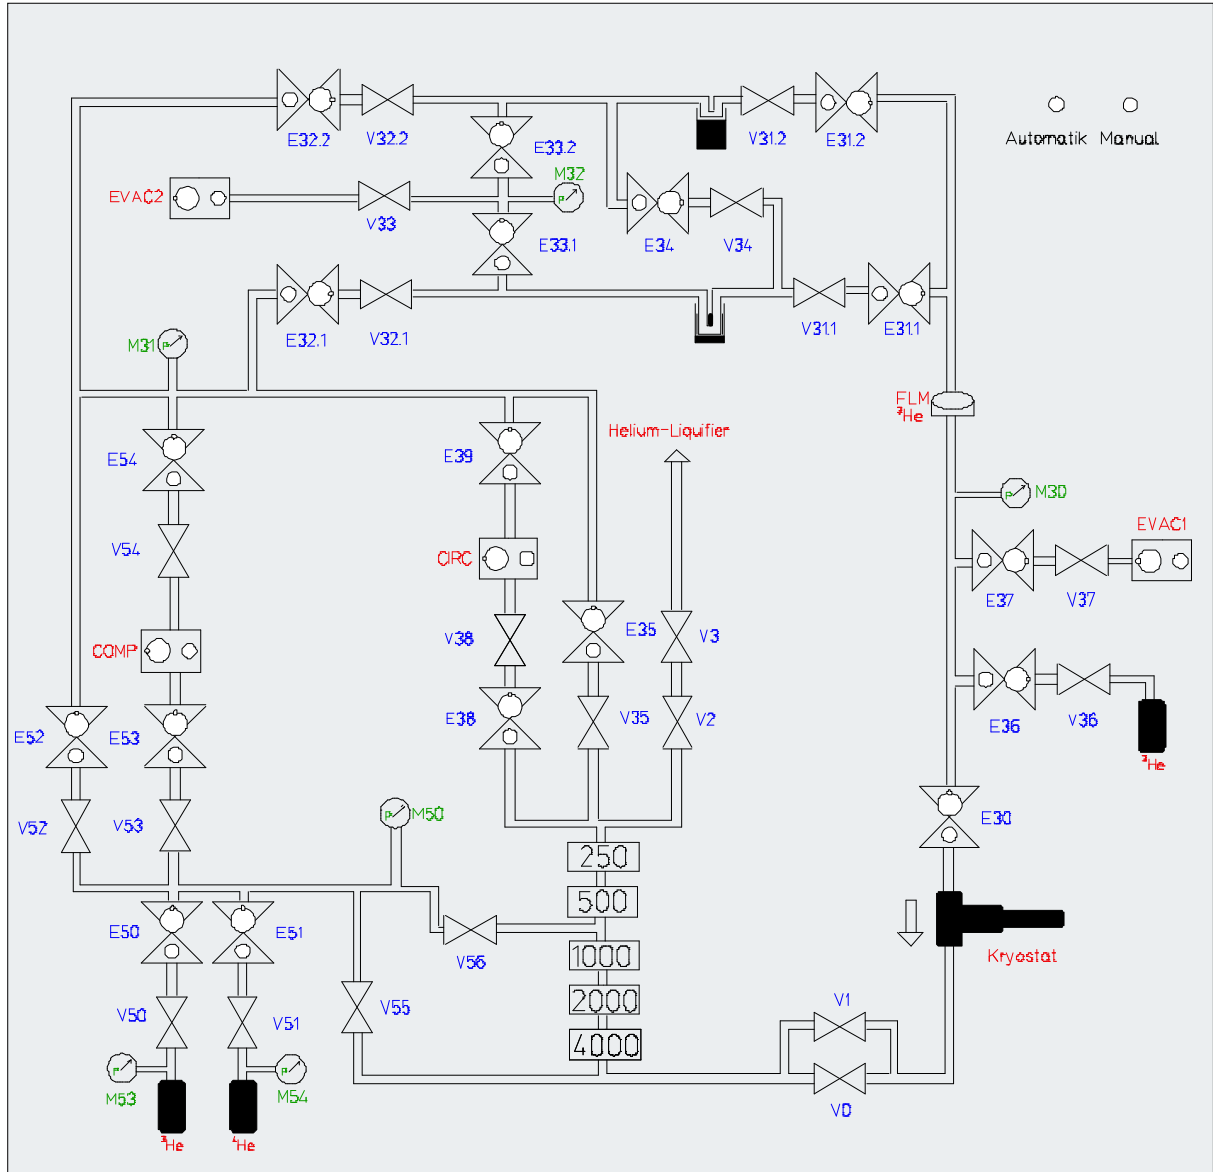 E32.2
V32.2
E33.2
V31.2
E31.2
Automatik Manual
M32
EVAC2
V33
E33.1
E34
V34
E32.1
V32.1
V31.1
E31.1
M31
FLM
³He
Helium-Liquifier
E54
E39
M30
EVAC1
V54
CIRC
E37
V37
COMP
V38
E35
V3
E52
E53
E38
V35
V2
E36
V36
³He
V52
V53
M50
E30
250
500
E50
E51
V56
1000
Kryostat
2000
V50
V51
V55
V1
4000
M53
M54
V0
³He
⁴He